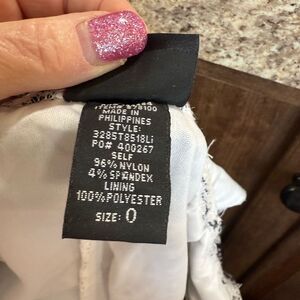 MADE IN
PHILIPPINES
STYLE:
3285T8518Li
PO# 400267
SELF
96% NYLON
4% SPANDEX
LINING
100% POLYESTER
SIZE: 0